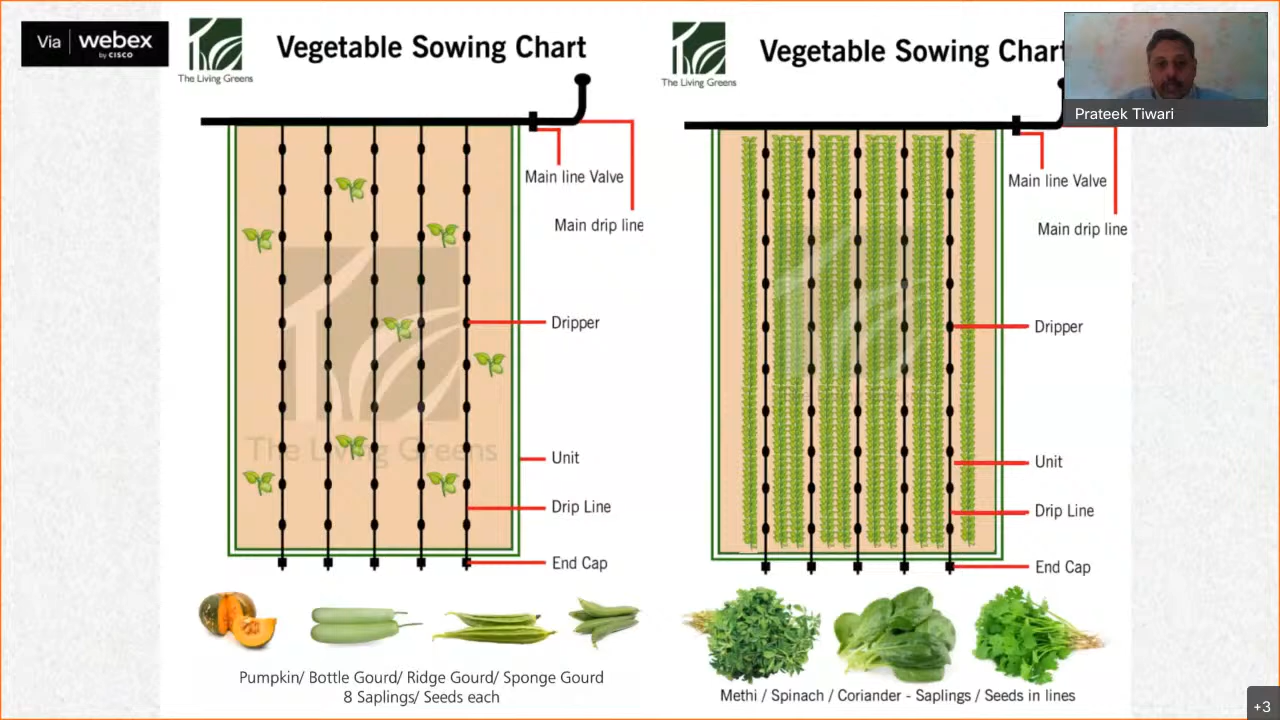 Via webex
by CISCO
The Living Greens
Vegetable Sowing Chart
Main line Valve
Main drip line
Dripper
The Living Greens
Unit
Drip Line
End Cap
Pumpkin/ Bottle Gourd/ Ridge Gourd/ Sponge Gourd
8 Saplings/ Seeds each
The Living Greens
Vegetable Sowing Chart
Prateek Tiwari
Main line Valve
Main drip line
Dripper
Unit
Drip Line
End Cap
Methi / Spinach / Coriander - Saplings / Seeds in lines
+3